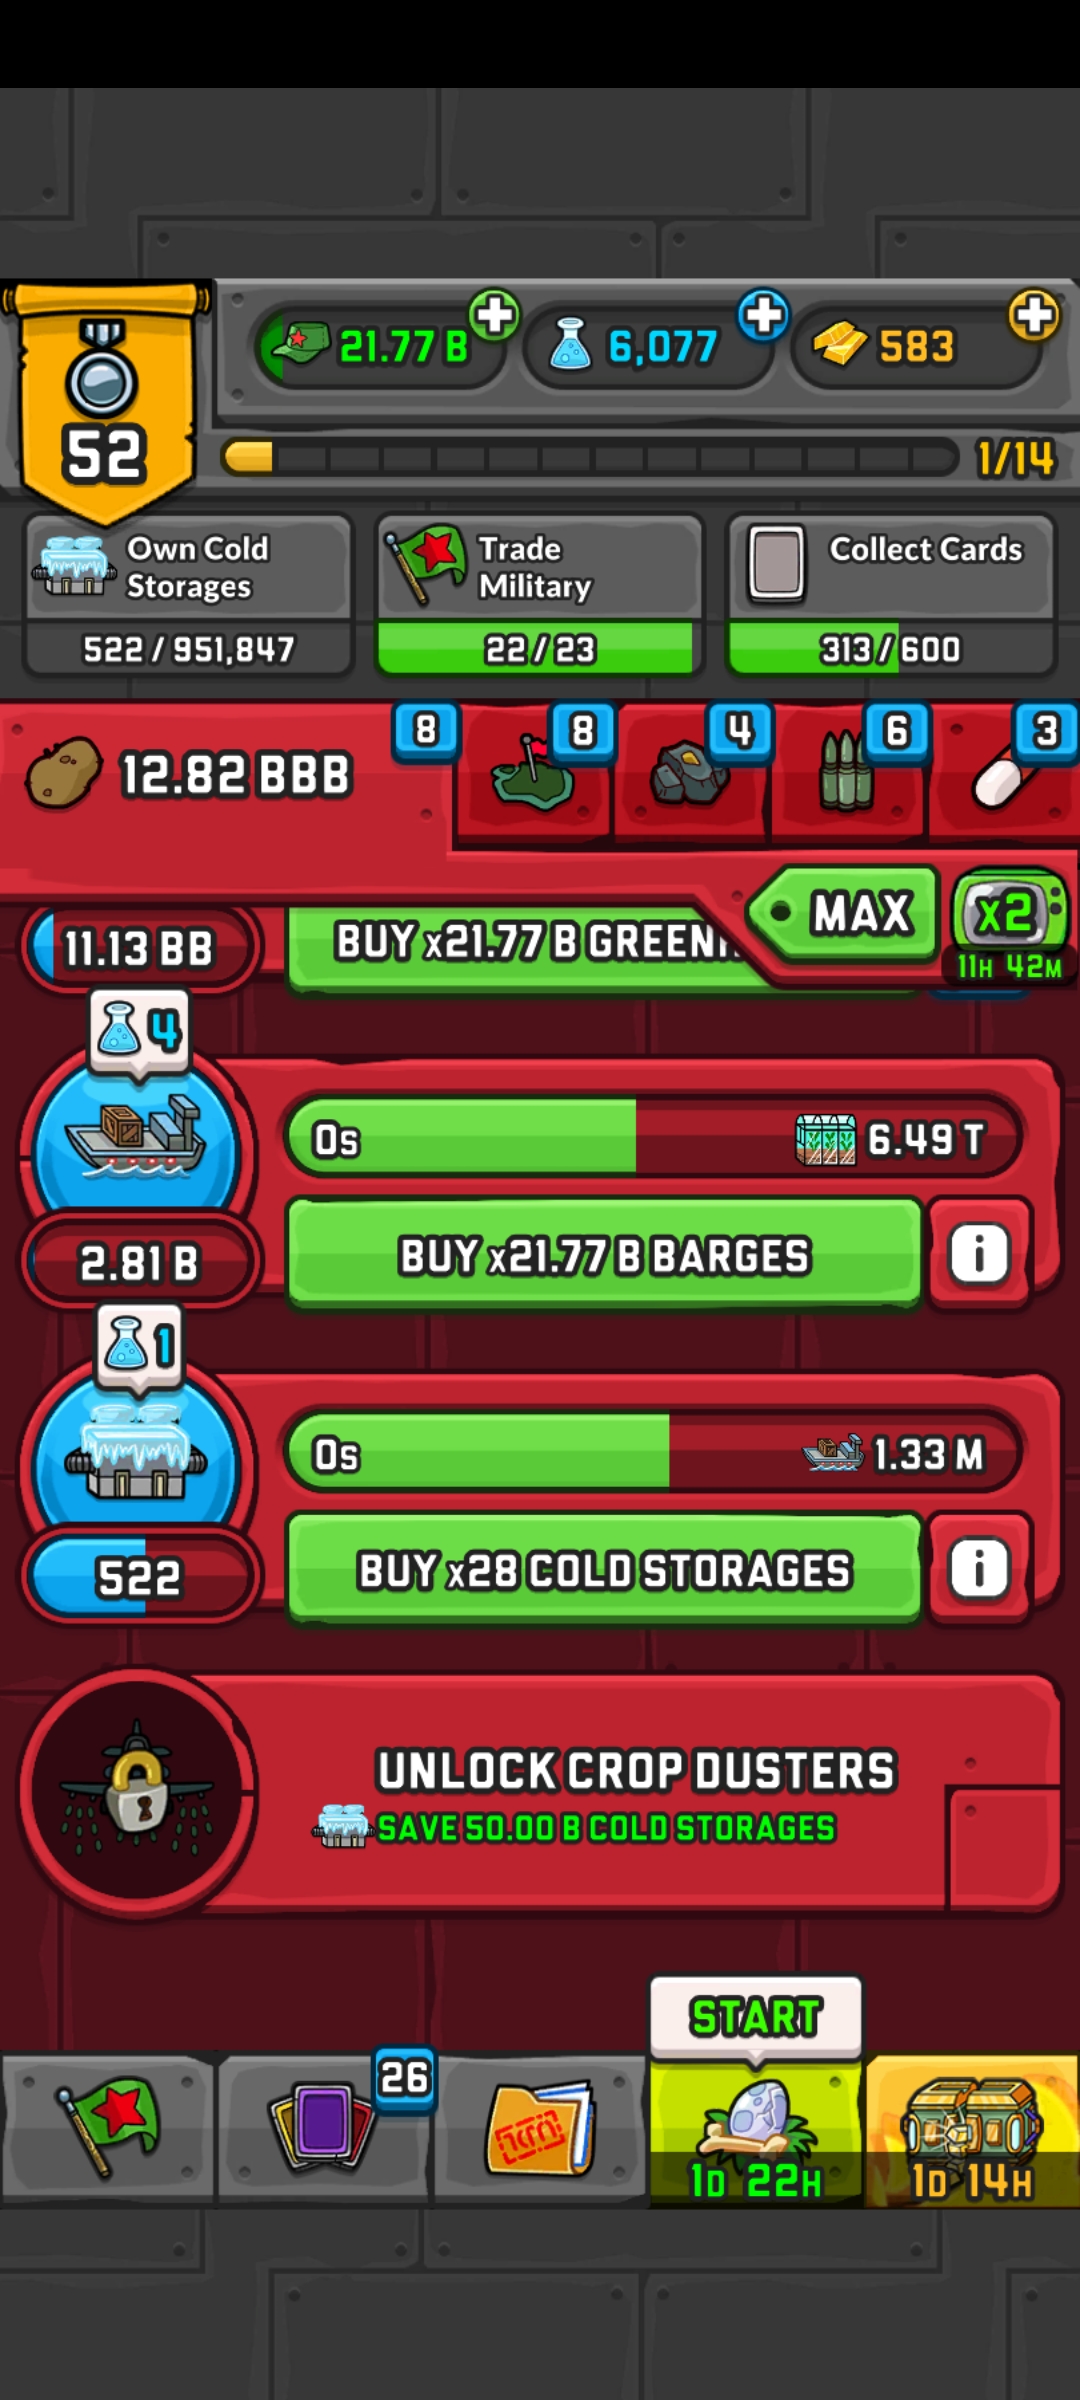 21.77 B
6,077
583
52
1/14
Own Cold
Storages
522 / 951,847
Trade
Military
22 / 23
Collect Cards
313 / 600
12.82 BBB
8
8
4
6
3
MAX
x2
11H 42M
11.13 BB
BUY x21.77 B
4
0s
6.49 T
2.81 B
BUY x21.77 B BARGES
1
0s
1.33 M
522
BUY x28 COLD STORAGES
UNLOCK CROP DUSTERS
SAVE 50.00 B COLD STORAGES
START
26
1D 22H
1D 14H